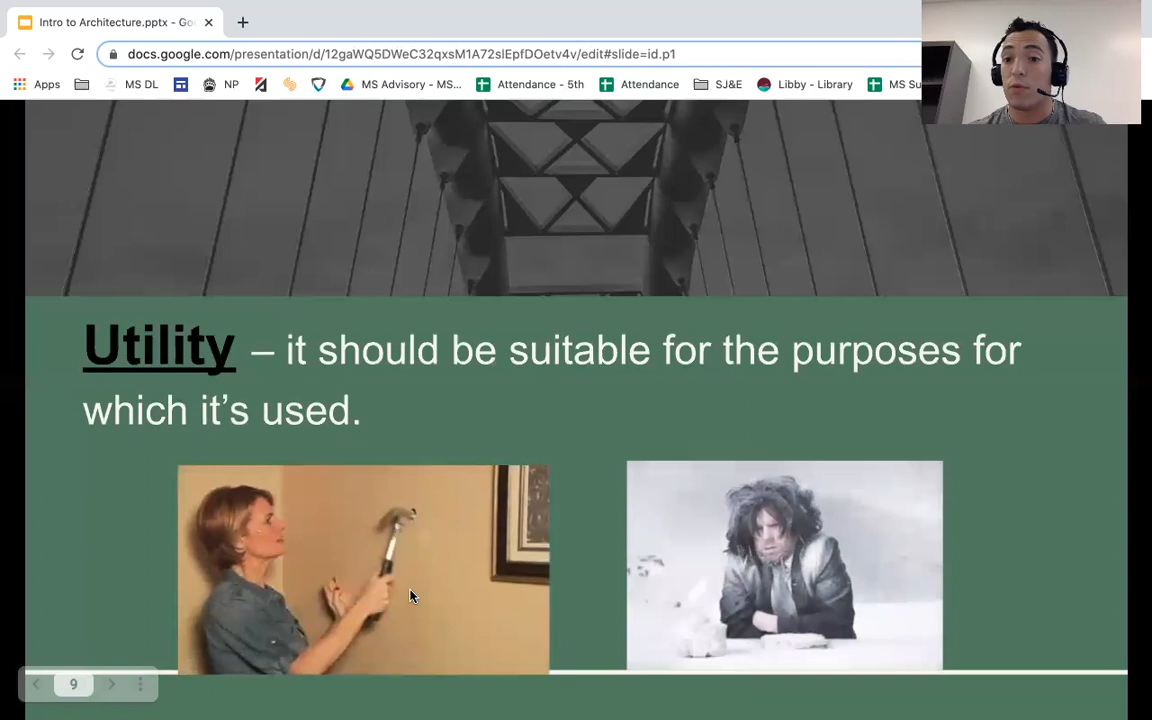 Intro to Architecture.pptx - Go
docs.google.com/presentation/d/12gaWQ5DWeC32qxsM1A72slEpfDOetv4v/edit#slide=id.p1
Apps MS DL NP MS Advisory - MS... Attendance - 5th Attendance SJ&E Libby - Library MS Su
Utility – it should be suitable for the purposes for
which it's used.
9